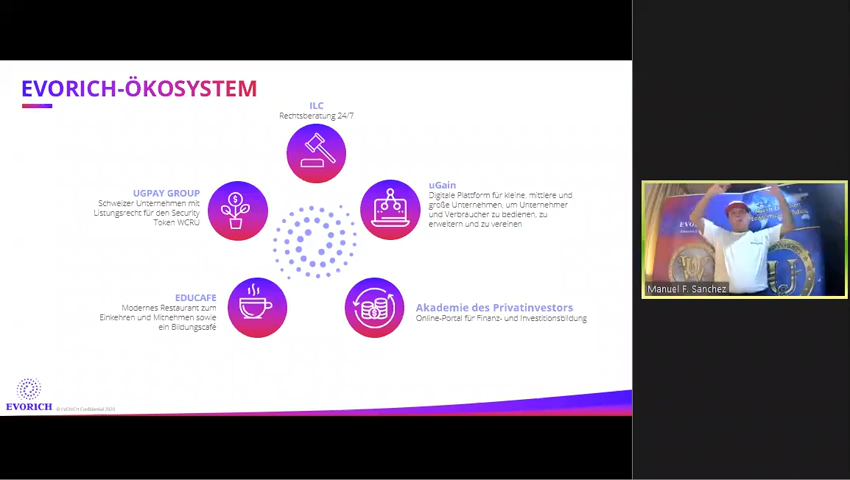 EVORICH-ÖKOSYSTEM
ILC
Rechtsberatung 24/7
UGPAY GROUP
Schweizer Unternehmen mit
Listungsrecht für den Security
Token WCRU
uGain
Digitale Plattform für kleine, mittlere und
große Unternehmen, um Unternehmer
und Verbraucher zu bedienen, zu
erweitern und zu vereinen
EDUCAFE
Modernes Restaurant zum
Einkehren und Mitnehmen sowie
ein Bildungscafé
Akademie des Privatinvestors
Online-Portal für Finanz- und Investitionsbildung
EVORICH
© EVORICH Confidential 2020
Manuel F. Sanchez